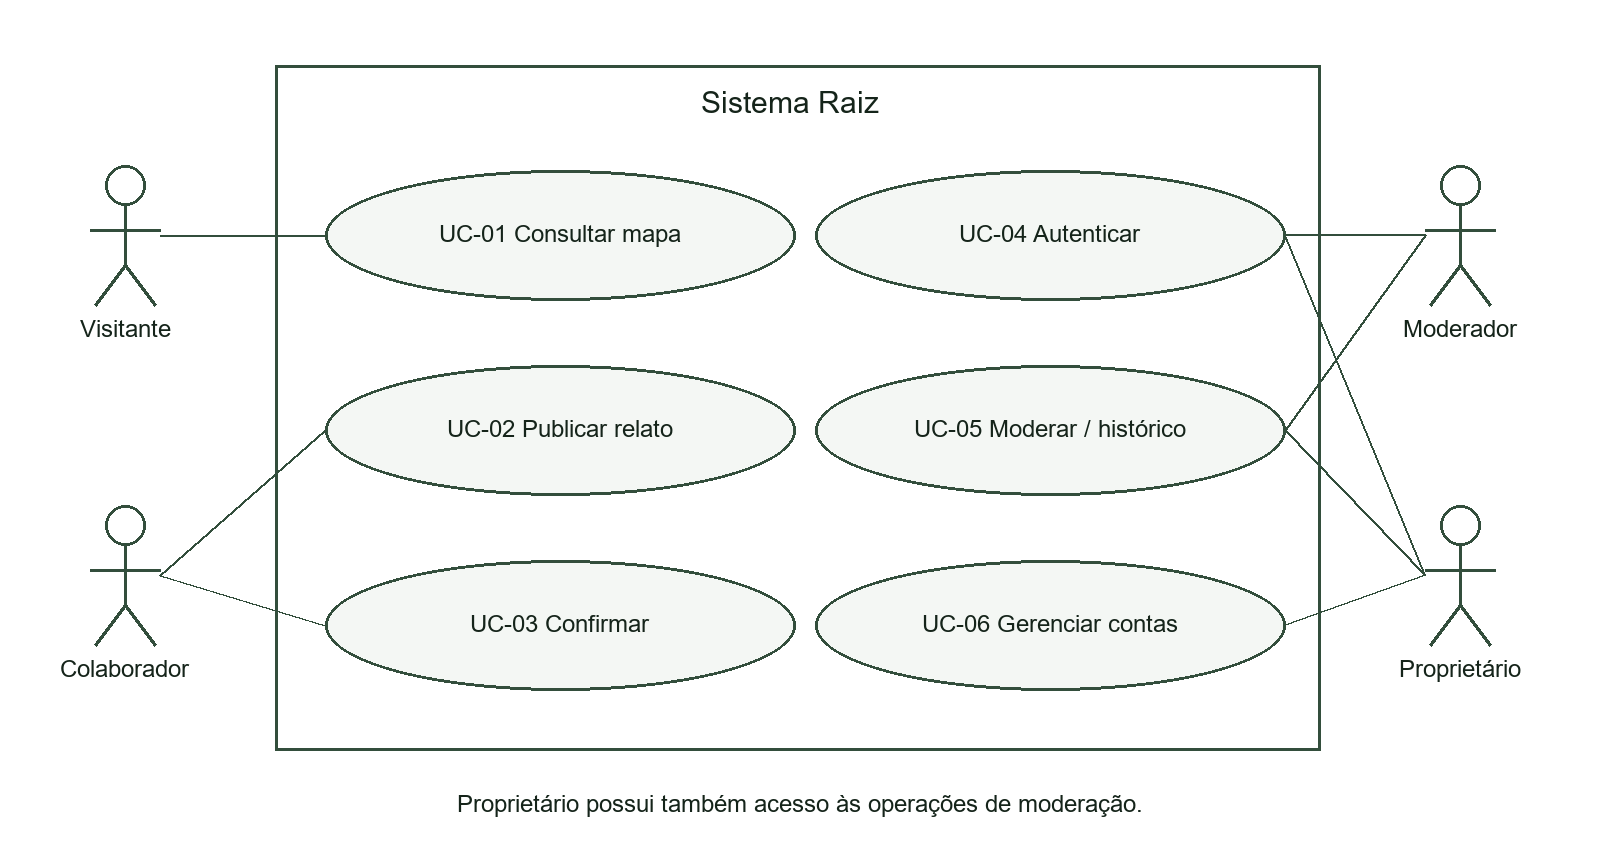 Sistema Raiz
UC-01 Consultar mapa
UC-04 Autenticar
Visitante
Moderador
UC-02 Publicar relato
UC-05 Moderar / histórico
UC-03 Confirmar
UC-06 Gerenciar contas
Colaborador
Proprietário
Proprietário possui também acesso às operações de moderação.